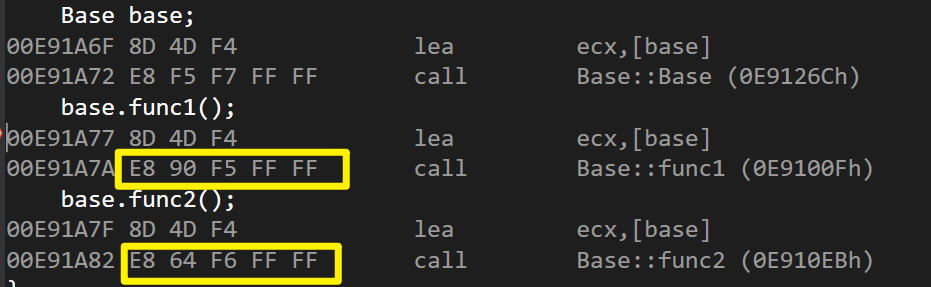 Base base;
00E91A6F 8D 4D F4 lea ecx,[base]
00E91A72 E8 F5 F7 FF FF call Base::Base (0E9126Ch)
base.func1();
00E91A77 8D 4D F4 lea ecx,[base]
00E91A7A E8 90 F5 FF FF call Base::func1 (0E9100Fh)
base.func2();
00E91A7F 8D 4D F4 lea ecx,[base]
00E91A82 E8 64 F6 FF FF call Base::func2 (0E910EBh)
}